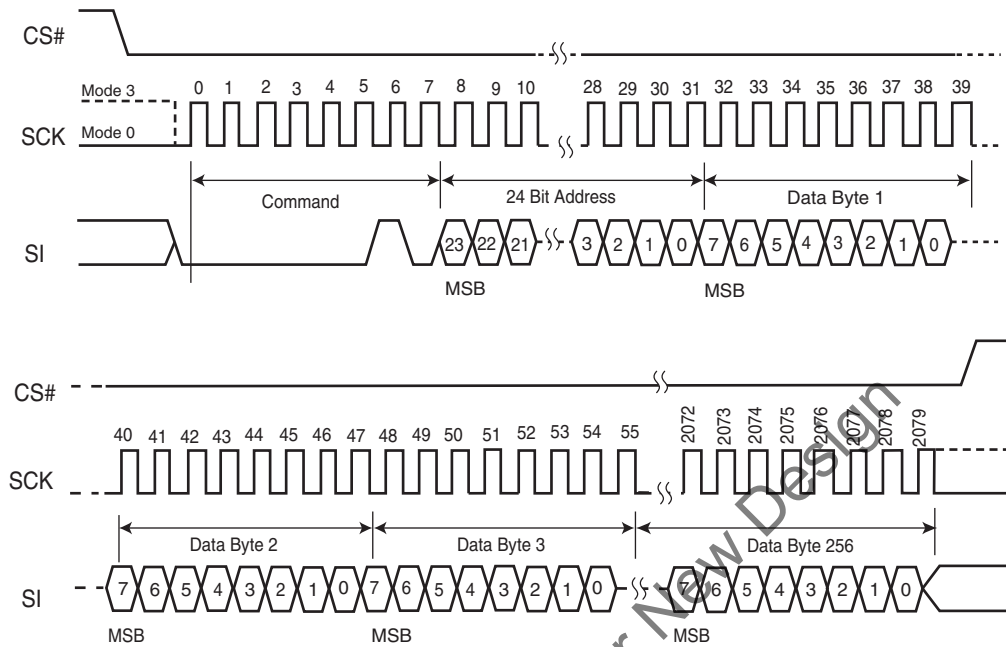 CS#
Mode 3
SCK
Mode 0
0 1 2 3 4 5 6 7 8 9 10 28 29 30 31 32 33 34 35 36 37 38 39
Command
24 Bit Address
Data Byte 1
SI
23 22 21 3 2 1 0 7 6 5 4 3 2 1 0
MSB
MSB
CS#
40 41 42 43 44 45 46 47 48 49 50 51 52 53 54 55 2072 2073 2074 2075 2076 2077 2078 2079
SCK
Data Byte 2
Data Byte 3
Data Byte 256
SI
7 6 5 4 3 2 1 0 7 6 5 4 3 2 1 0 7 6 5 4 3 2 1 0
MSB
MSB
MSB
New Design